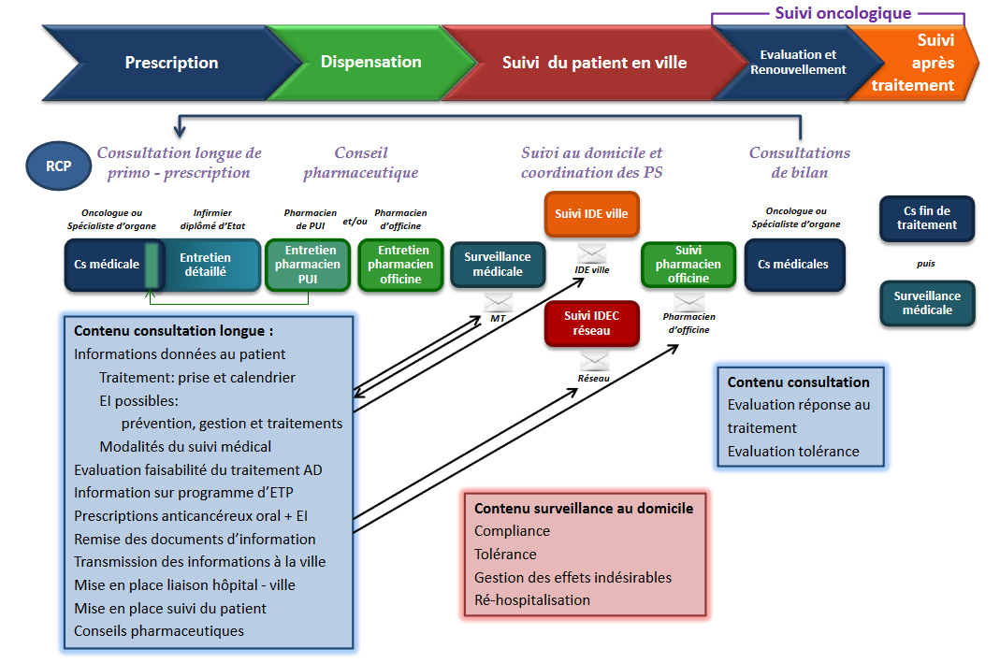 Suivi oncologique
Prescription
Dispensation
Suivi du patient en ville
Evaluation et
Renouvellement
Suivi
après
traitement
RCP
Consultation longue de
primo - prescription
Conseil
pharmaceutique
Suivi au domicile et
coordination des PS
Consultations
de bilan
Oncologue ou
Spécialiste d'organe
Infirmier
diplômé d'Etat
Pharmacien
de PUI
et/ou
Pharmacien
d'officine
Cs médicale
Entretien
détaillé
Entretien
pharmacien
PUI
Entretien
pharmacien
officine
Surveillance
médicale
MT
Suivi IDE ville
IDE ville
Suivi IDEC
réseau
Réseau
Suivi
pharmacien
officine
Pharmacien
d'officine
Oncologue ou
Spécialiste d'organe
Cs médicales
Cs fin de
traitement
puis
Surveillance
médicale
Contenu consultation longue :
Informations données au patient
Traitement: prise et calendrier
EI possibles:
prévention, gestion et traitements
Modalités du suivi médical
Evaluation faisabilité du traitement AD
Information sur programme d'ETP
Prescriptions anticancéreux oral + EI
Remise des documents d'information
Transmission des informations à la ville
Mise en place liaison hôpital - ville
Mise en place suivi du patient
Conseils pharmaceutiques
Contenu consultation
Evaluation réponse au
traitement
Evaluation tolérance
Contenu surveillance au domicile
Compliance
Tolérance
Gestion des effets indésirables
Ré-hospitalisation